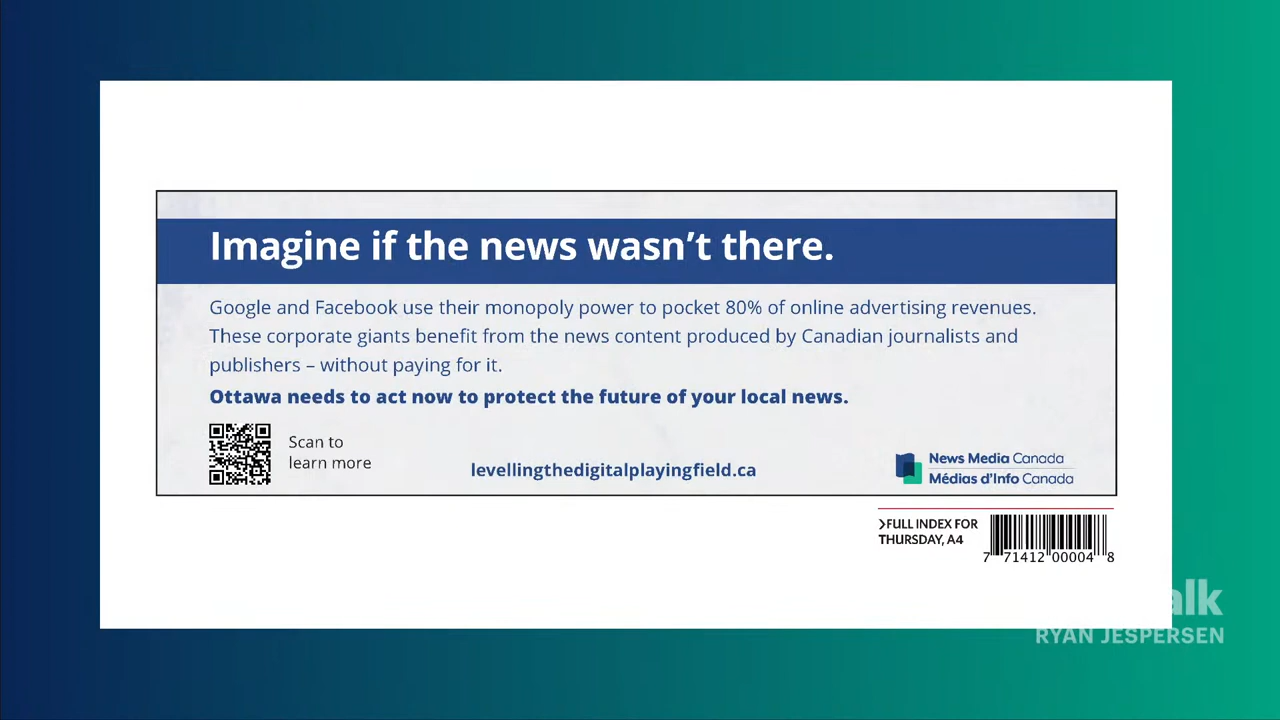 Imagine if the news wasn't there.
Google and Facebook use their monopoly power to pocket 80% of online advertising revenues.
These corporate giants benefit from the news content produced by Canadian journalists and
publishers – without paying for it.
Ottawa needs to act now to protect the future of your local news.
Scan to
learn more
levellingthedigitalplayingfield.ca
News Media Canada
Médias d'Info Canada
>FULL INDEX FOR
THURSDAY, A4
7 71412 00004 8
RYAN JESPERSEN